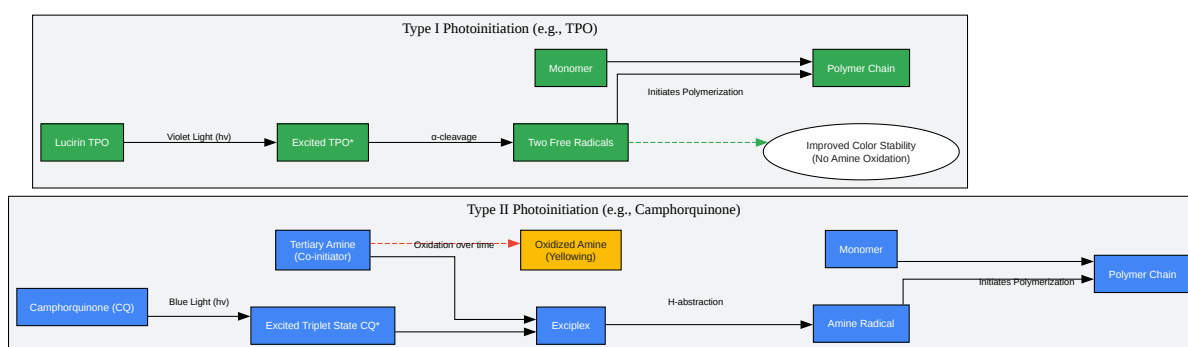 Type I Photoinitiation (e.g., TPO)
Monomer
Polymer Chain
Initiates Polymerization
Lucirin TPO
Violet Light (hν)
Excited TPO*
α-cleavage
Two Free Radicals
Improved Color Stability
(No Amine Oxidation)
Type II Photoinitiation (e.g., Camphorquinone)
Tertiary Amine
(Co-initiator)
Oxidation over time
Oxidized Amine
(Yellowing)
Monomer
Polymer Chain
Initiates Polymerization
Camphorquinone (CQ)
Blue Light (hν)
Excited Triplet State CQ*
Exciplex
H-abstraction
Amine Radical